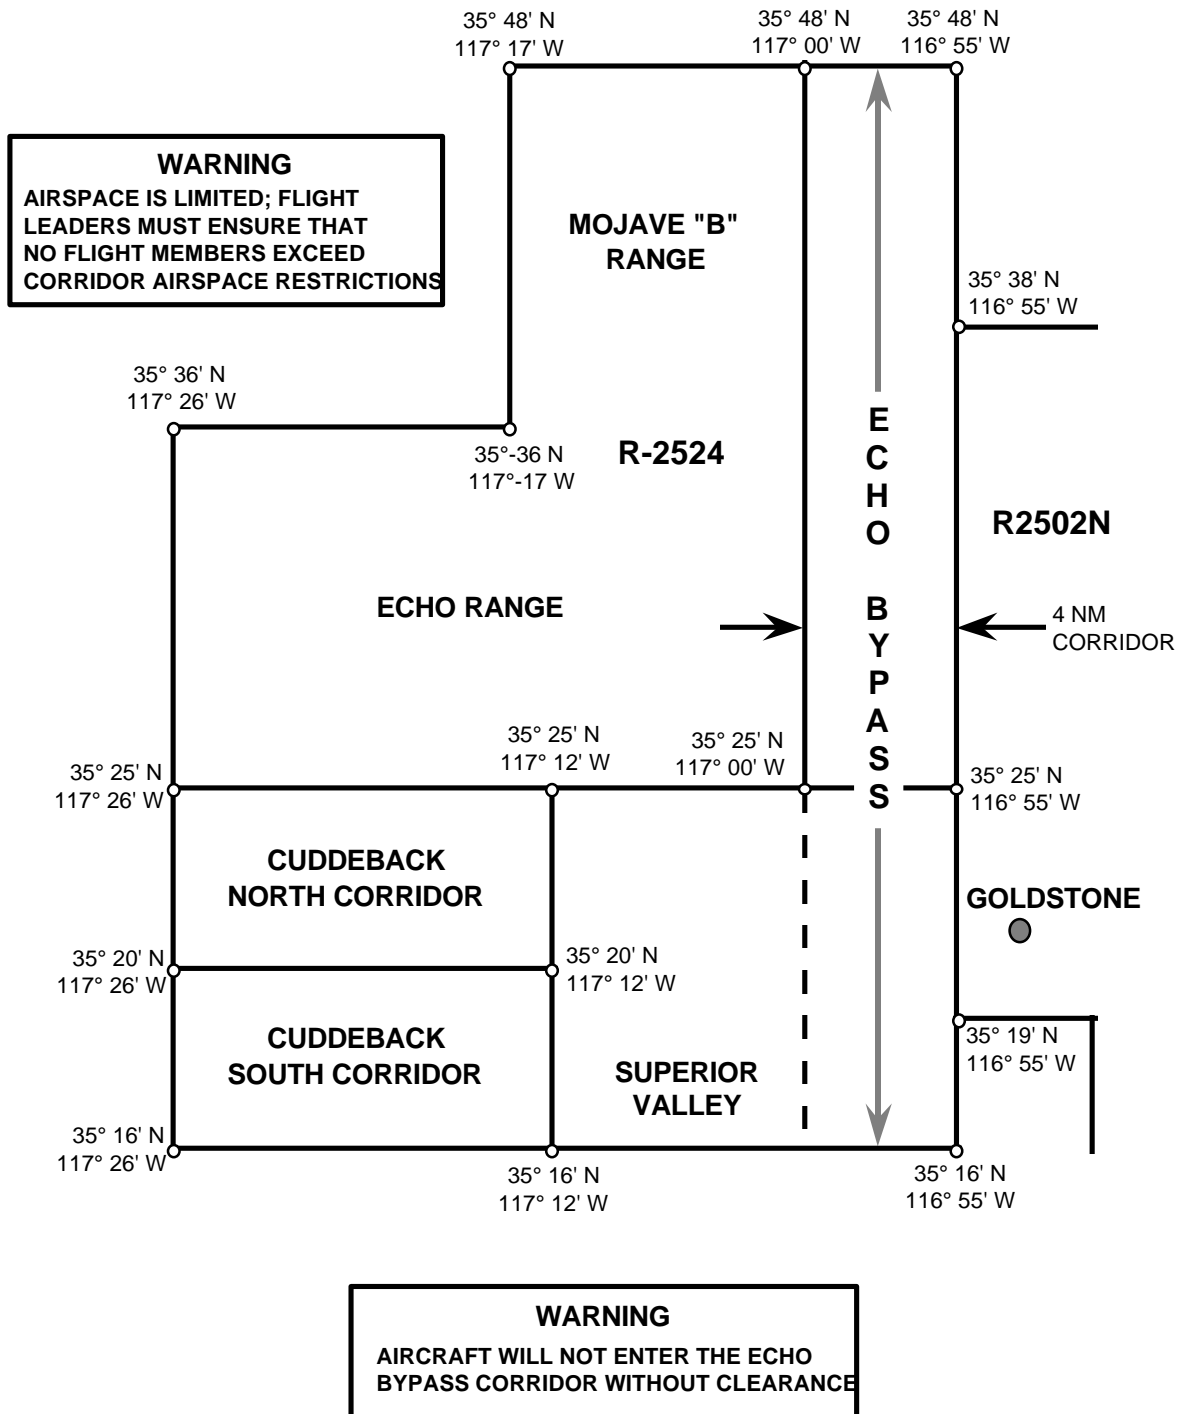 35° 48' N
117° 17' W
35° 48' N
117° 00' W
35° 48' N
116° 55' W
WARNING
AIRSPACE IS LIMITED; FLIGHT
LEADERS MUST ENSURE THAT
NO FLIGHT MEMBERS EXCEED
CORRIDOR AIRSPACE RESTRICTIONS
MOJAVE "B"
RANGE
35° 38' N
116° 55' W
35° 36' N
117° 26' W
35°-36 N
117°-17 W
R-2524
ECHO BYPASS
R2502N
ECHO RANGE
4 NM
CORRIDOR
35° 25' N
117° 26' W
35° 25' N
117° 12' W
35° 25' N
117° 00' W
35° 25' N
116° 55' W
CUDDEBACK
NORTH CORRIDOR
GOLDSTONE
35° 20' N
117° 26' W
35° 20' N
117° 12' W
CUDDEBACK
SOUTH CORRIDOR
SUPERIOR
VALLEY
35° 19' N
116° 55' W
35° 16' N
117° 26' W
35° 16' N
117° 12' W
35° 16' N
116° 55' W
WARNING
AIRCRAFT WILL NOT ENTER THE ECHO
BYPASS CORRIDOR WITHOUT CLEARANCE